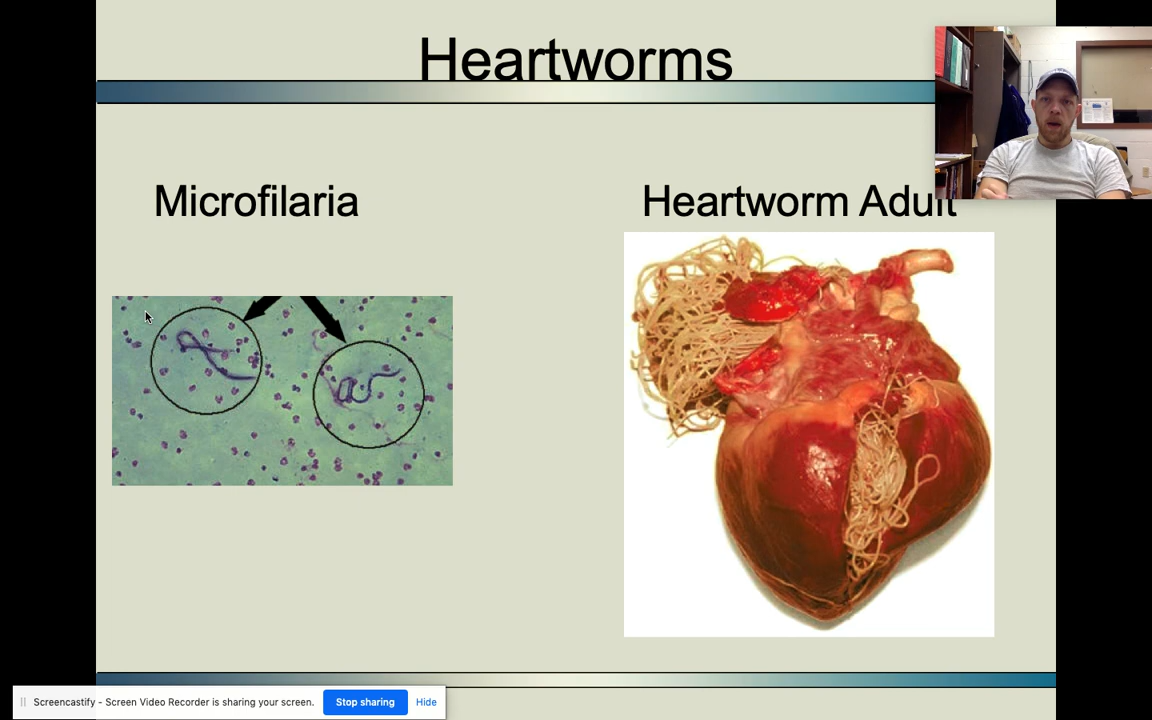 Heartworms
Microfilaria
Heartworm Adult
Screencastify - Screen Video Recorder is sharing your screen.
Stop sharing
Hide